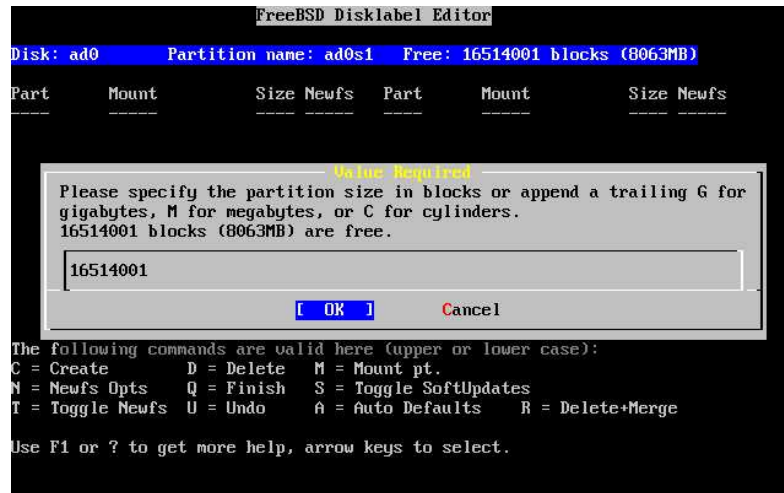 FreeBSD Disklabel Editor
Disk: ad0 Partition name: ad0s1 Free: 16514001 blocks (8063MB)
Part Mount Size Newfs Part Mount Size Newfs
---- ----- ---- ----- ---- ----- ---- -----
Value Required
Please specify the partition size in blocks or append a trailing G for
gigabytes, M for megabytes, or C for cylinders.
16514001 blocks (8063MB) are free.
16514001
[ OK ] Cancel
The following commands are valid here (upper or lower case):
C = Create D = Delete M = Mount pt.
N = Newfs Opts Q = Finish S = Toggle SoftUpdates
T = Toggle Newfs U = Undo A = Auto Defaults R = Delete+Merge
Use F1 or ? to get more help, arrow keys to select.